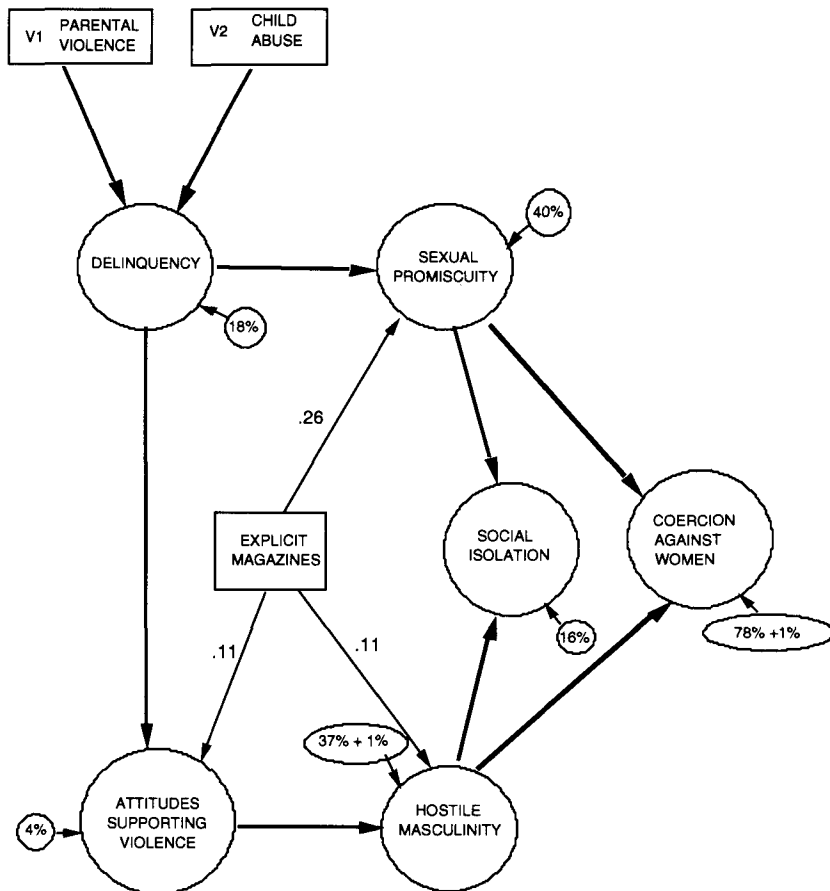 V1 PARENTAL
VIOLENCE
V2 CHILD
ABUSE
DELINQUENCY
SEXUAL
PROMISCUITY
40%
18%
.26
EXPLICIT
MAGAZINES
SOCIAL
ISOLATION
COERCION
AGAINST
WOMEN
16%
78% +1%
.11
.11
37% + 1%
4%
ATTITUDES
SUPPORTING
VIOLENCE
HOSTILE
MASCULINITY